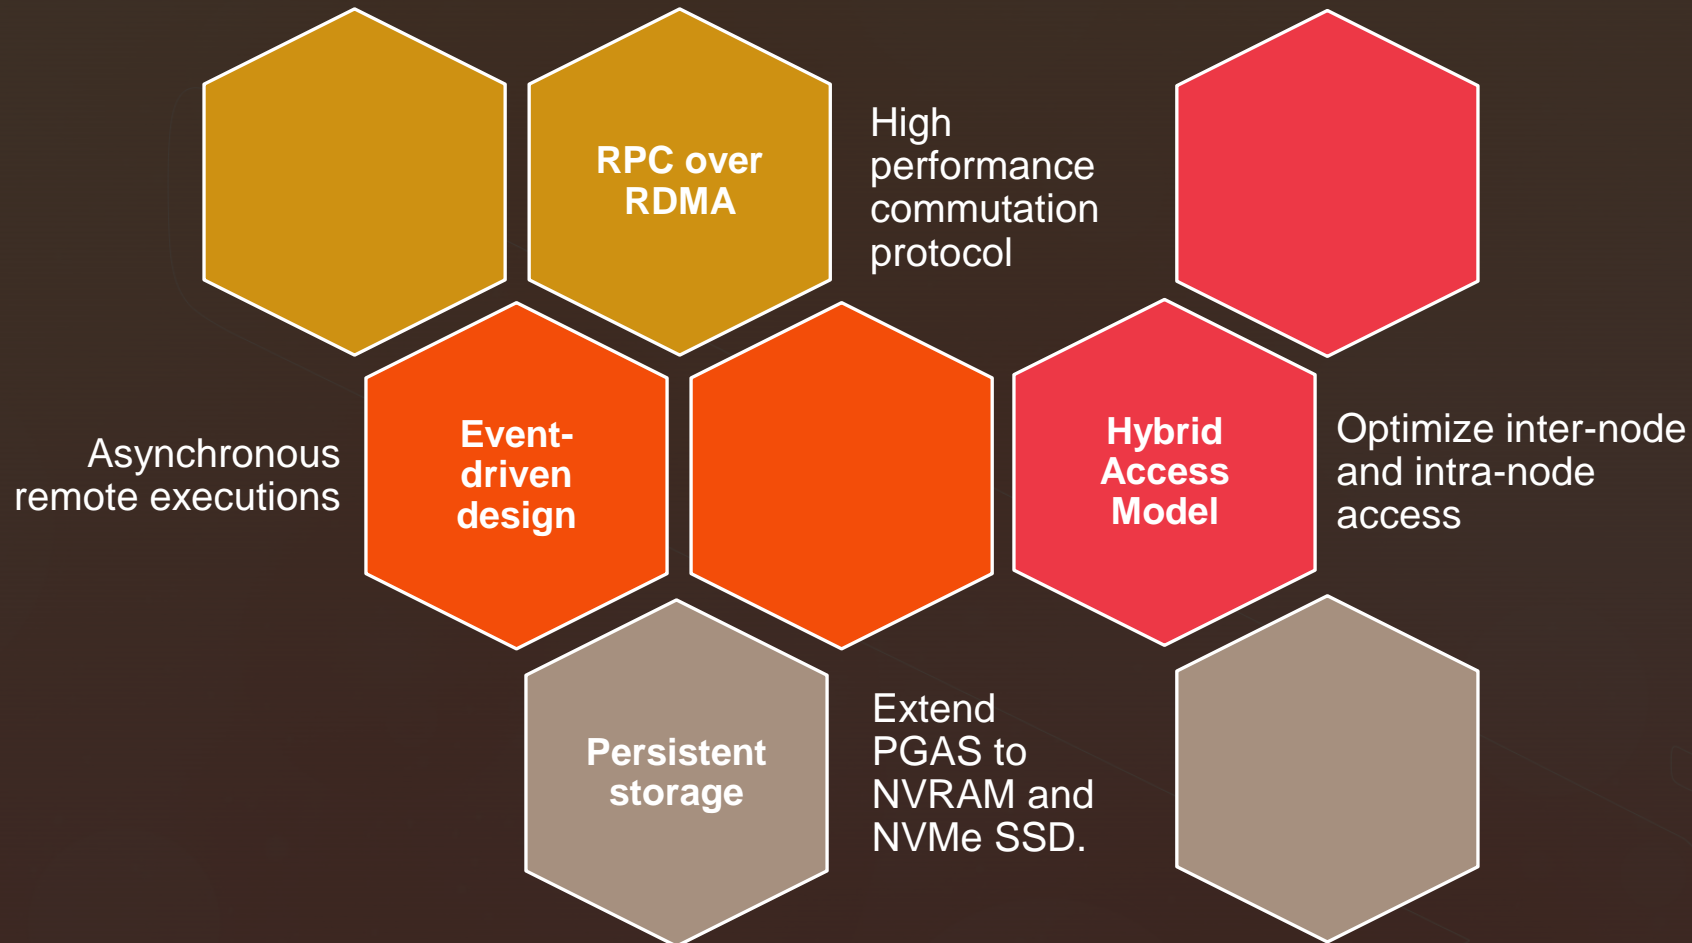 RPC over
RDMA
High
performance
commutation
protocol
Asynchronous
remote executions
Event-
driven
design
Hybrid
Access
Model
Optimize inter-node
and intra-node
access
Persistent
storage
Extend
PGAS to
NVRAM and
NVMe SSD.